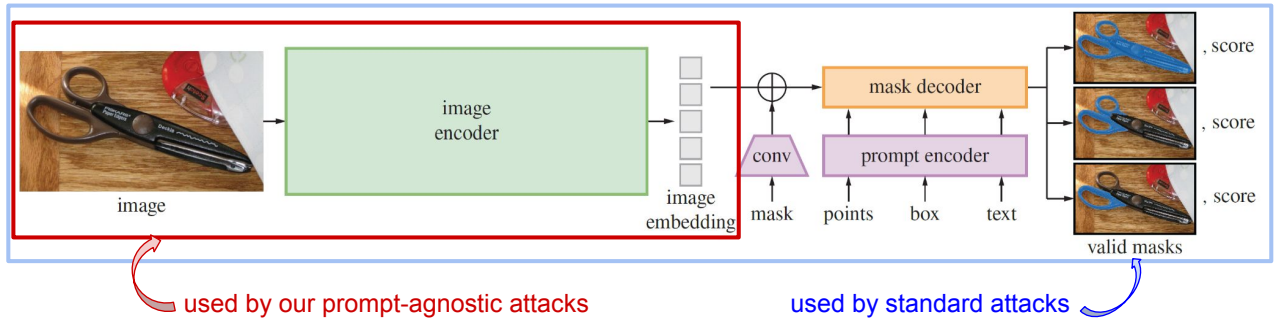 image
encoder
mask decoder
, score
conv
prompt encoder
, score
image
image
embedding
mask
points
box
text
, score
valid masks
used by our prompt-agnostic attacks
used by standard attacks